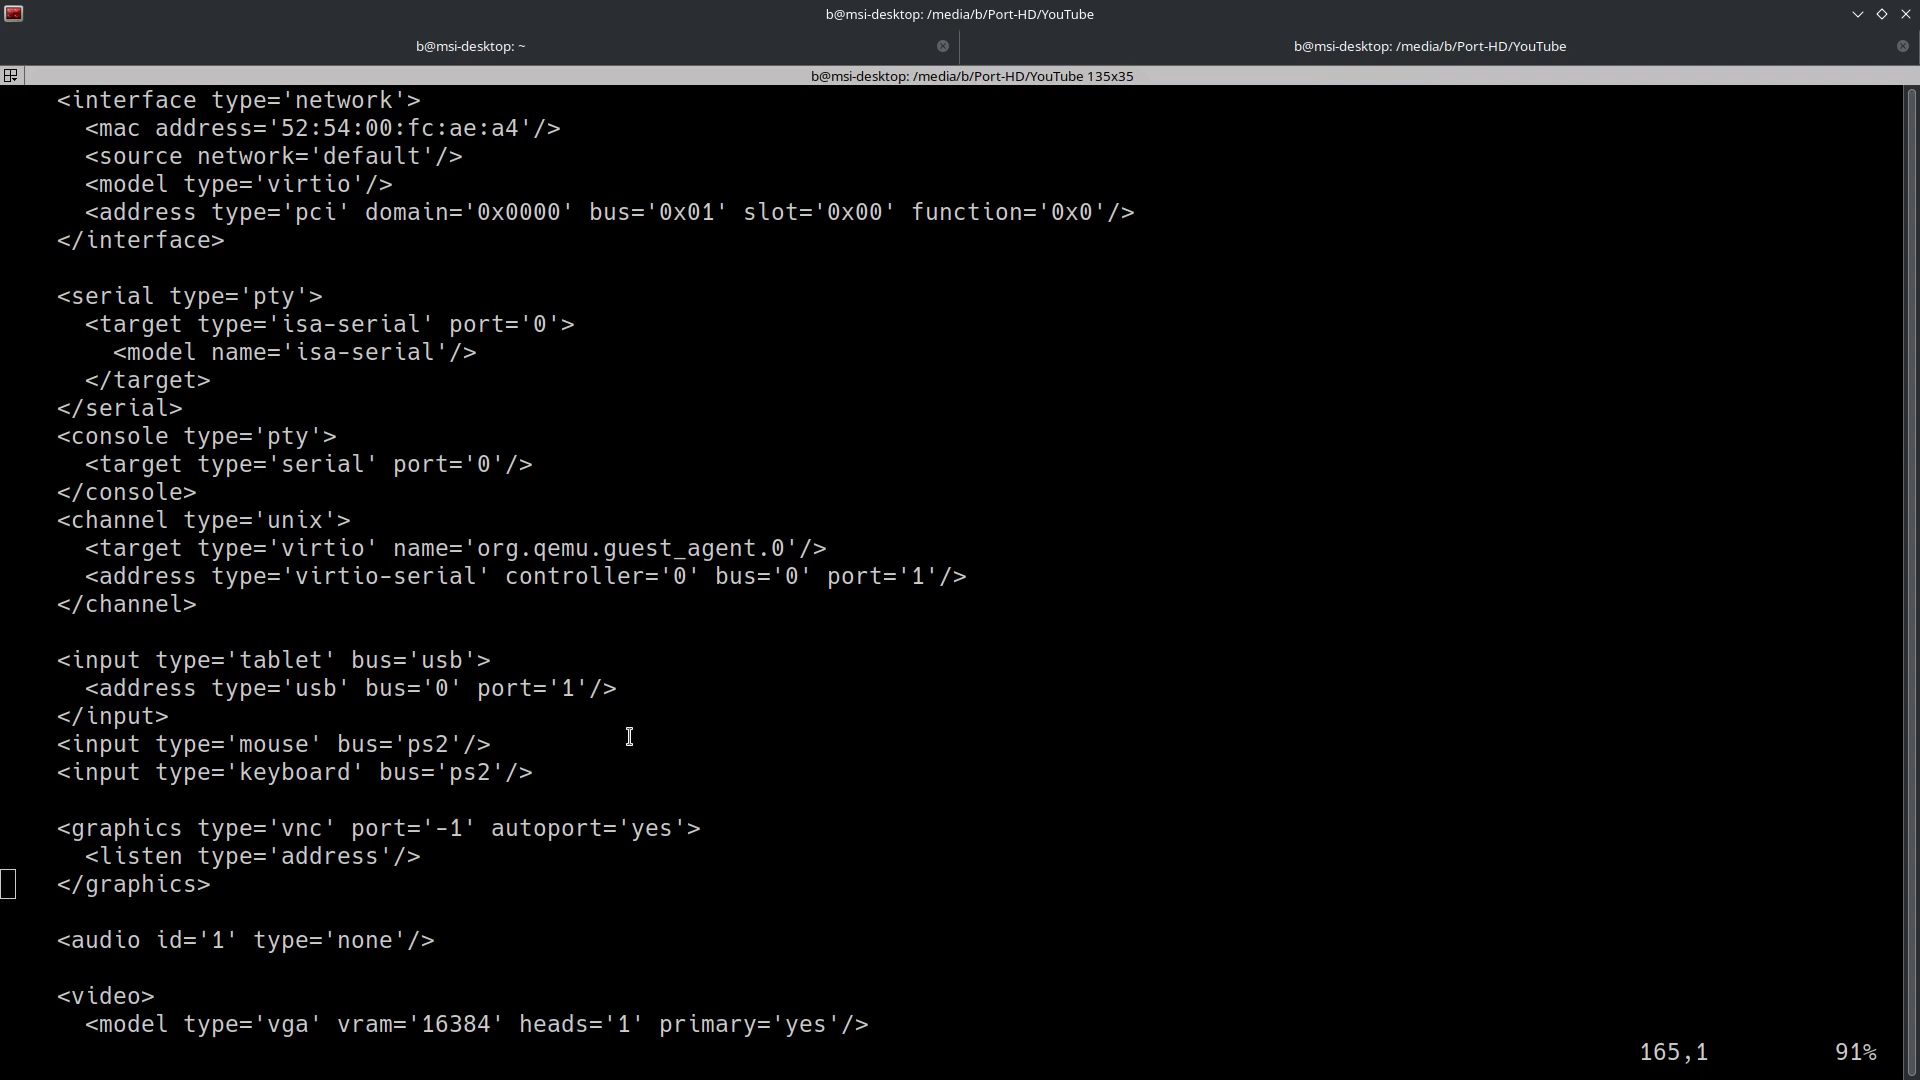 b@msi-desktop: /media/b/Port-HD/YouTube
b@msi-desktop: ~
b@msi-desktop: /media/b/Port-HD/YouTube
b@msi-desktop: /media/b/Port-HD/YouTube 135x35
<interface type='network'>
<mac address='52:54:00:fc:ae:a4'/>
<source network='default'/>
<model type='virtio'/>
<address type='pci' domain='0x0000' bus='0x01' slot='0x00' function='0x0'/>
</interface>
<serial type='pty'>
<target type='isa-serial' port='0'>
<model name='isa-serial'/>
</target>
</serial>
<console type='pty'>
<target type='serial' port='0'/>
</console>
<channel type='unix'>
<target type='virtio' name='org.qemu.guest_agent.0'/>
<address type='virtio-serial' controller='0' bus='0' port='1'/>
</channel>
<input type='tablet' bus='usb'>
<address type='usb' bus='0' port='1'/>
</input>
<input type='mouse' bus='ps2'/>
<input type='keyboard' bus='ps2'/>
<graphics type='vnc' port='-1' autoport='yes'>
<listen type='address'/>
</graphics>
<audio id='1' type='none'/>
<video>
<model type='vga' vram='16384' heads='1' primary='yes'/>
165,1 91%